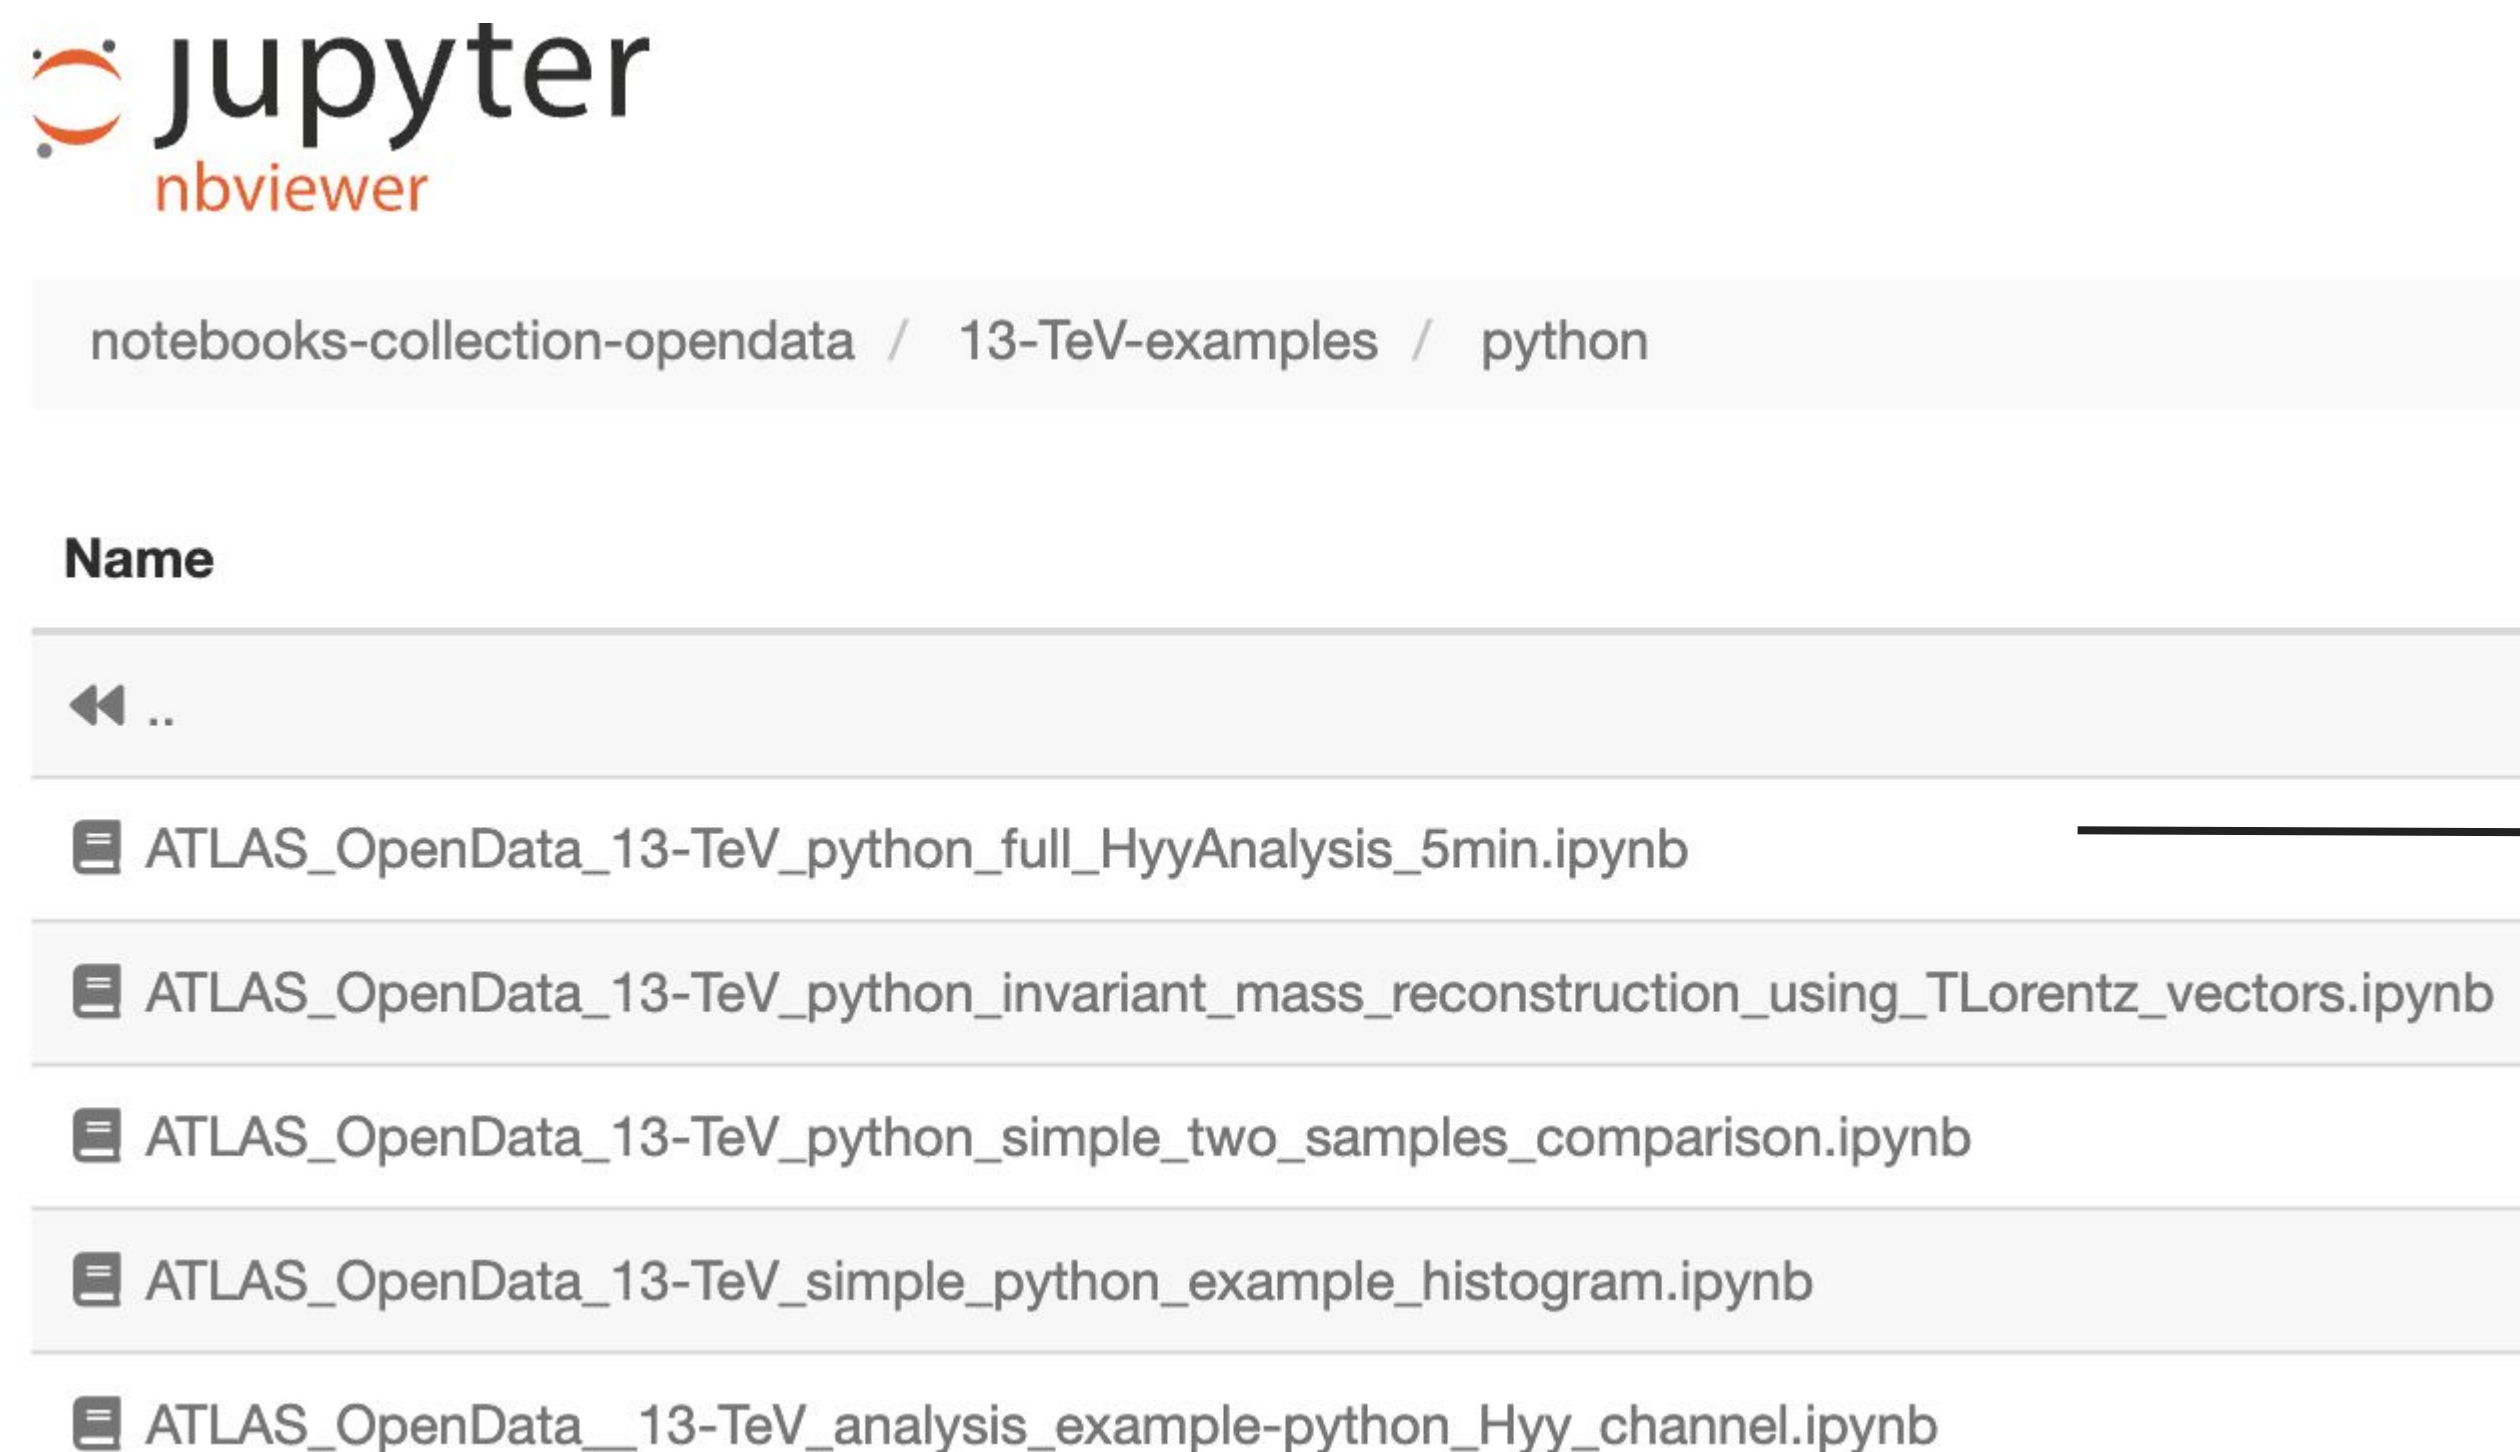 jupyter
nbviewer
notebooks-collection-opendata / 13-TeV-examples / python
Name
..
ATLAS_OpenData_13-TeV_python_full_HyyAnalysis_5min.ipynb
ATLAS_OpenData_13-TeV_python_invariant_mass_reconstruction_using_TLorentz_vectors.ipynb
ATLAS_OpenData_13-TeV_python_simple_two_samples_comparison.ipynb
ATLAS_OpenData_13-TeV_simple_python_example_histogram.ipynb
ATLAS_OpenData__13-TeV_analysis_example-python_Hyy_channel.ipynb